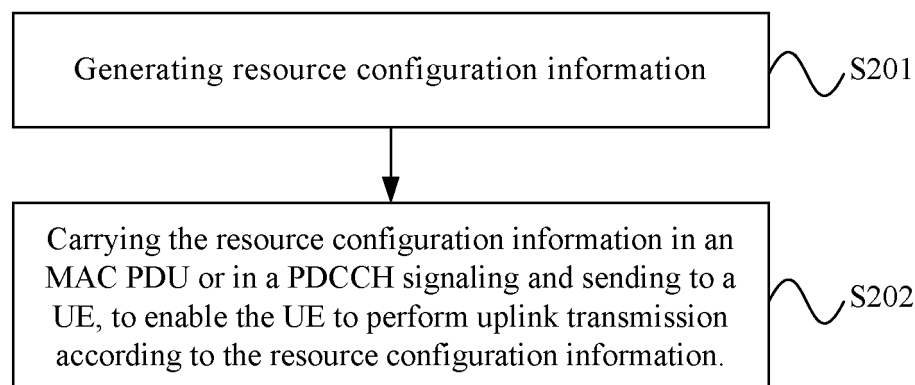 Generating resource configuration information
S201
Carrying the resource configuration information in an
MAC PDU or in a PDCCH signaling and sending to a
UE, to enable the UE to perform uplink transmission
according to the resource configuration information.
S202